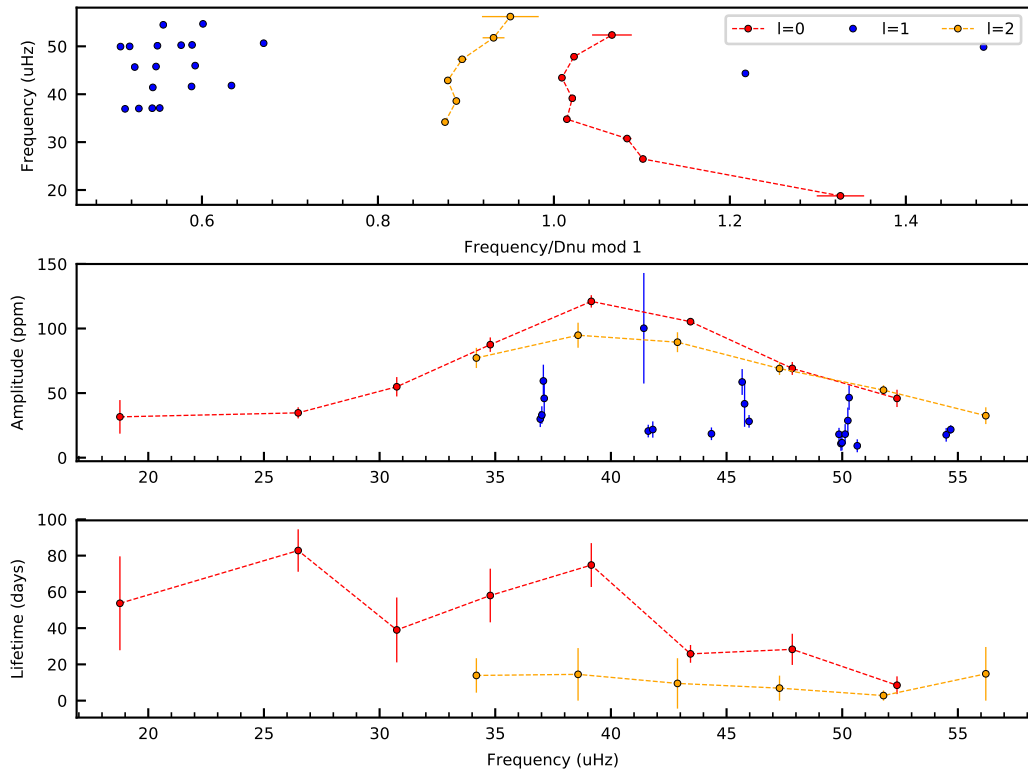 l=0 l=1 l=2
50
40
30
20
Frequency (uHz)
0.6 0.8 1.0 1.2 1.4
Frequency/Dnu mod 1
150
100
50
0
Amplitude (ppm)
20 25 30 35 40 45 50 55
100
80
60
40
20
0
Lifetime (days)
20 25 30 35 40 45 50 55
Frequency (uHz)